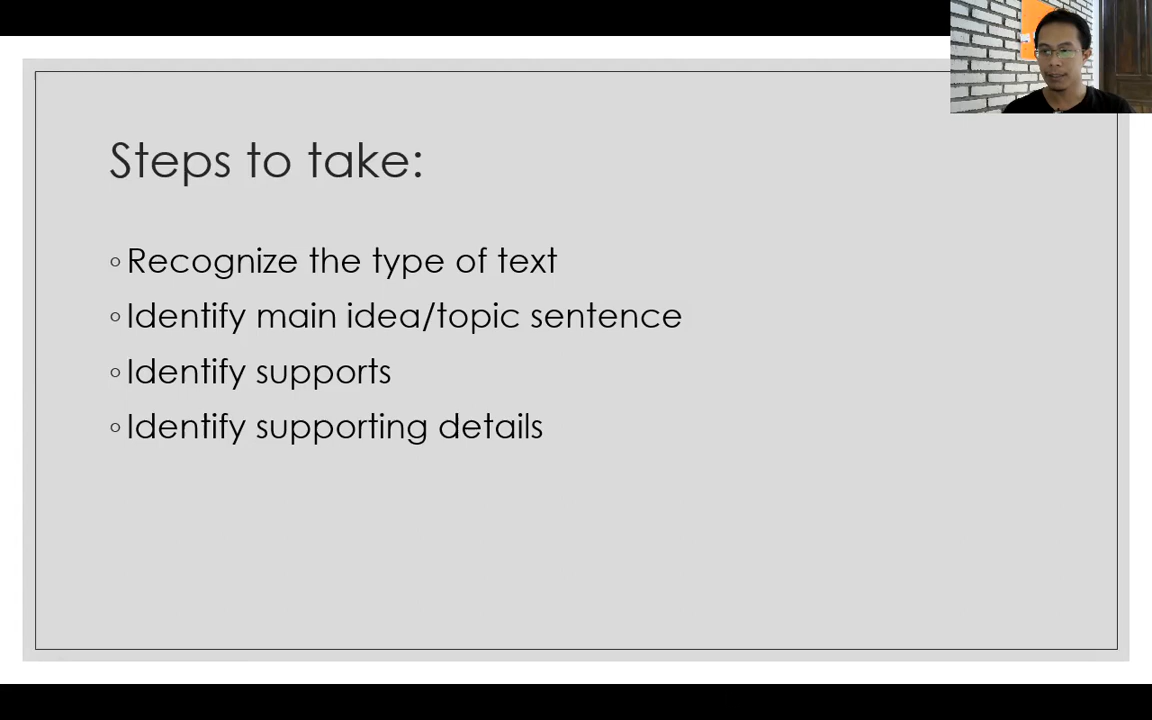 Steps to take:
◦Recognize the type of text
◦Identify main idea/topic sentence
◦Identify supports
◦Identify supporting details